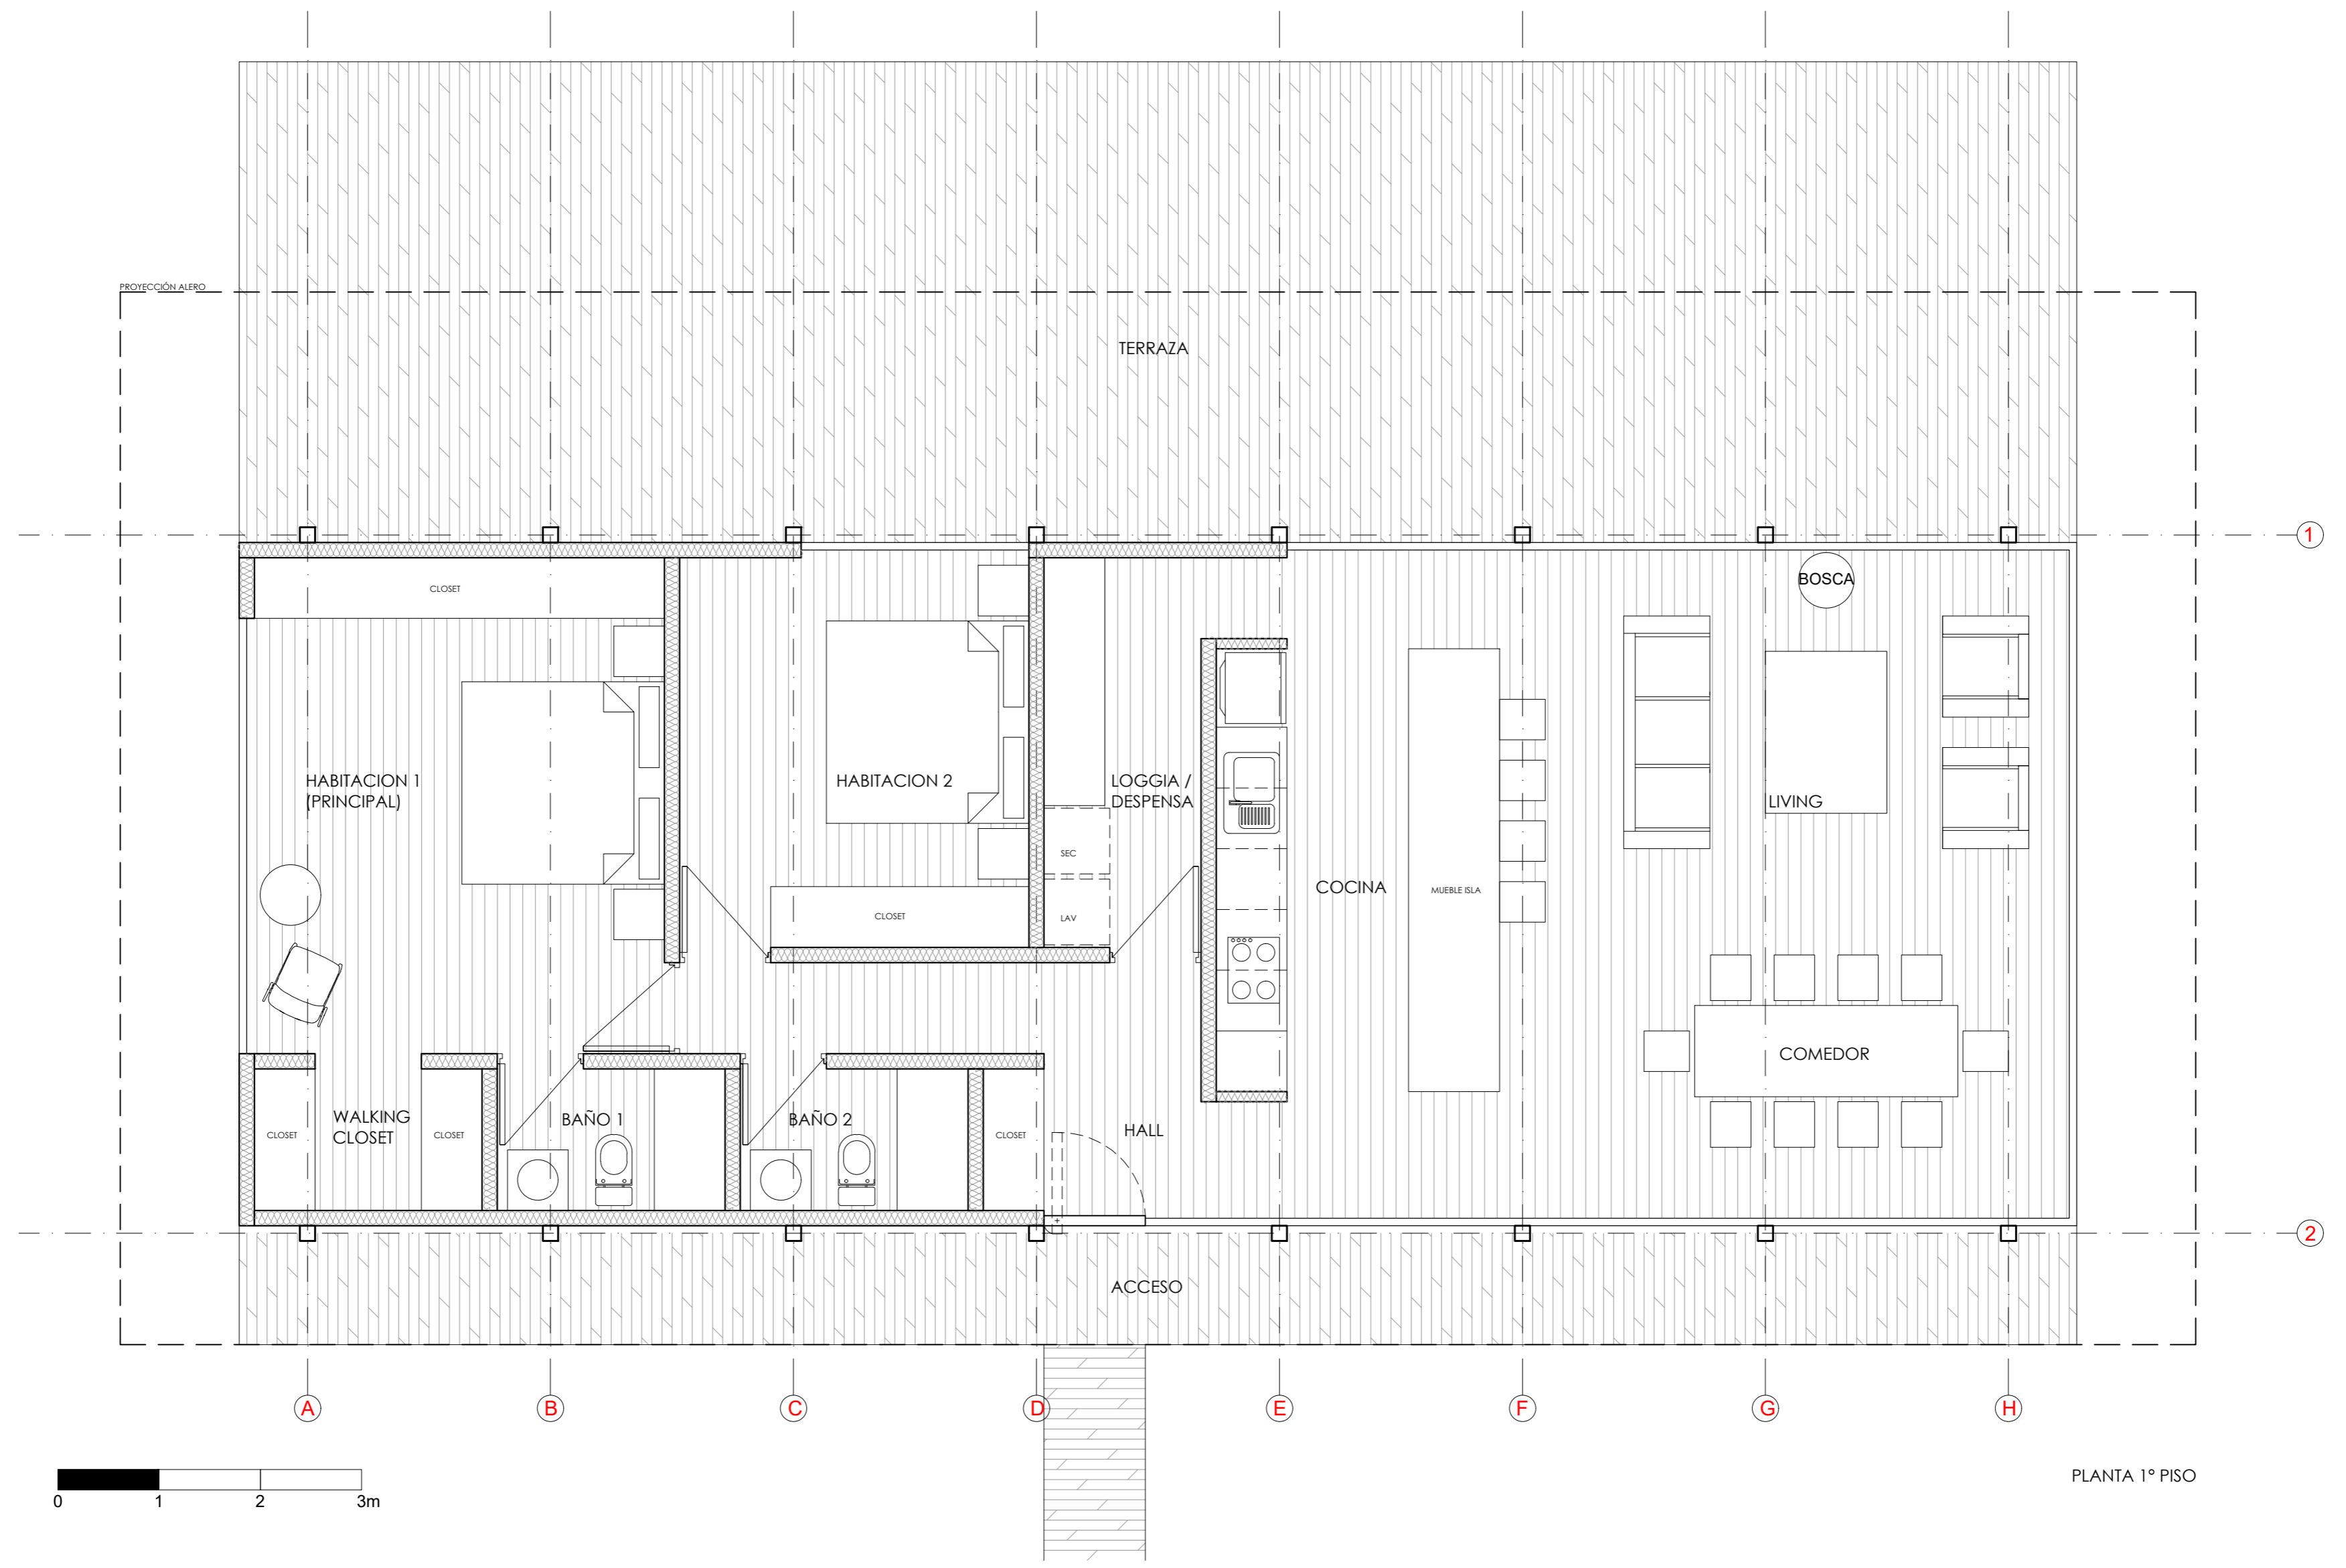 PROYECCIÓN ALERO
TERRAZA
1
CLOSET
BOSCA
HABITACION 1
(PRINCIPAL)
HABITACION 2
LOGGIA /
DESPENSA
LIVING
SEC
LAV
CLOSET
COCINA
MUEBLE ISLA
COMEDOR
WALKING
CLOSET
CLOSET
CLOSET
BAÑO 1
BAÑO 2
CLOSET
HALL
2
ACCESO
A
B
C
D
E
F
G
H
0
1
2
3m
PLANTA 1º PISO